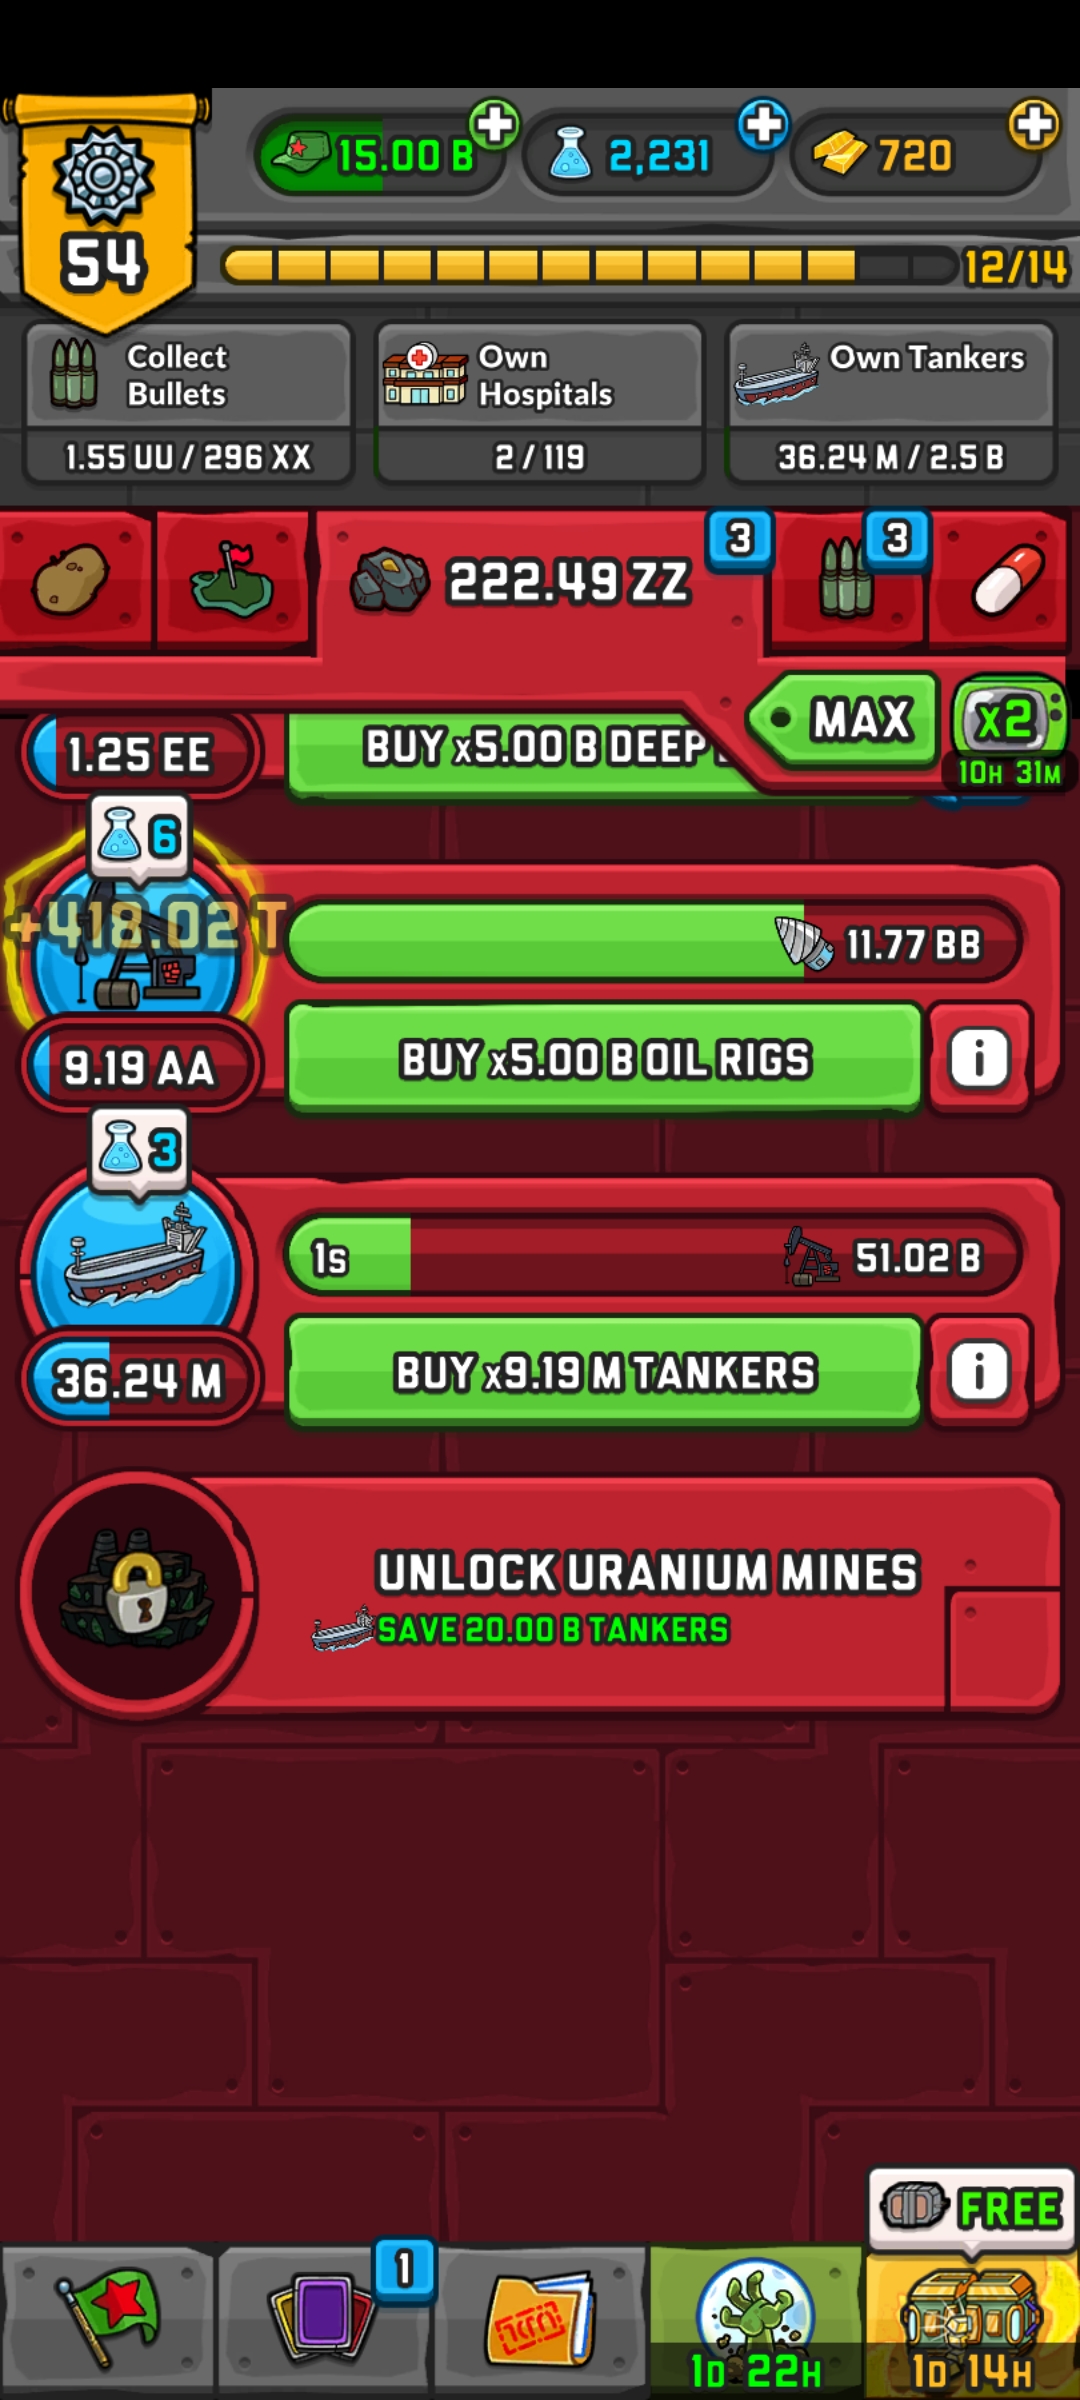 54
15.00 B
2,231
720
12/14
Collect
Bullets
1.55 UU / 296 XX
Own
Hospitals
2 / 119
Own Tankers
36.24 M / 2.5 B
222.49 ZZ
3
3
MAX
x2
10H 31M
1.25 EE
BUY x5.00 B DEEP
6
+418.02 T
11.77 BB
9.19 AA
BUY x5.00 B OIL RIGS
i
3
1s
51.02 B
36.24 M
BUY x9.19 M TANKERS
i
UNLOCK URANIUM MINES
SAVE 20.00 B TANKERS
FREE
1
1D 22H
1D 14H